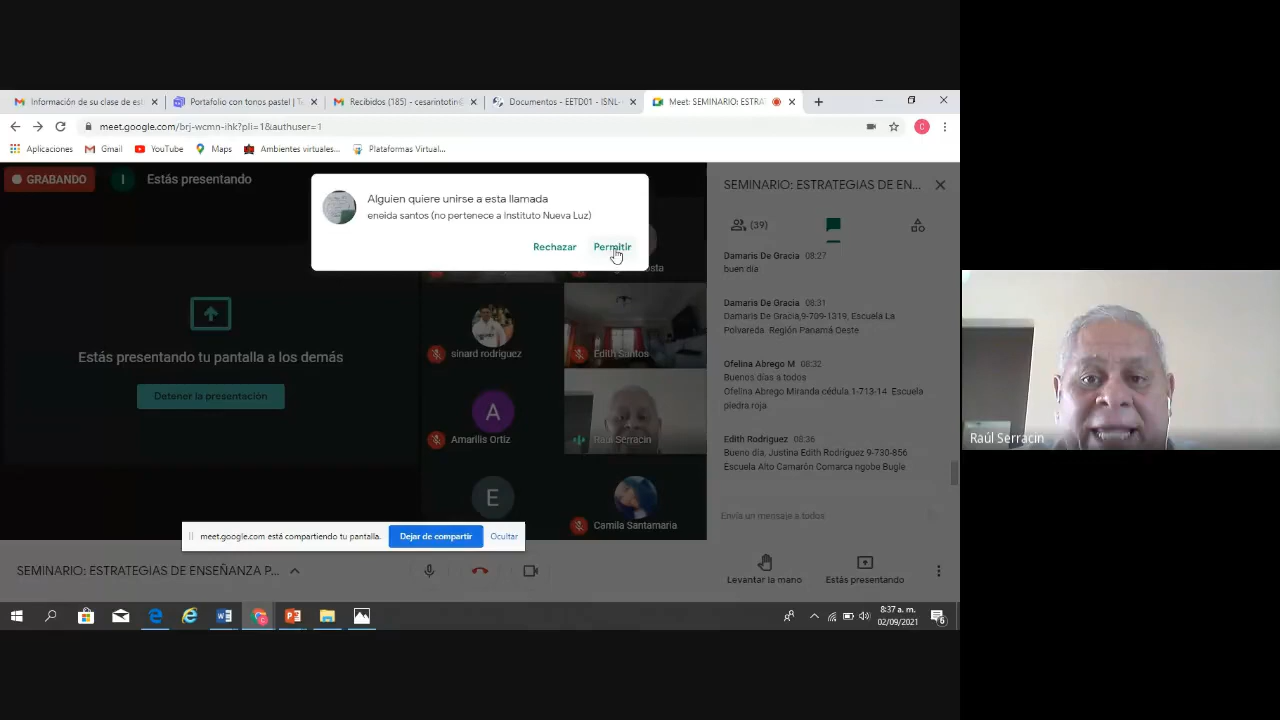 Información de su clase de est
Portafolio con tonos pastel | Te
Recibidos (185) - cesarintotin@
Documentos - EETD01 - ISNL-
Meet: SEMINARIO: ESTRA
meet.google.com/brj-wcmn-ihk?pli=1&authuser=1
C
Aplicaciones
Gmail
YouTube
Maps
Ambientes virtuales...
Plataformas Virtual...
GRABANDO
I
Estás presentando
Alguien quiere unirse a esta llamada
eneida santos (no pertenece a Instituto Nueva Luz)
Rechazar
Permitir
Estás presentando tu pantalla a los demás
Detener la presentación
sinard rodriguez
Edith Santos
A
Amarilis Ortiz
Raúl Serracin
E
Camila Santamaria
SEMINARIO: ESTRATEGIAS DE EN...
(39)
Damaris De Gracia 08:27
buen dia
Damaris De Gracia 08:31
Damaris De Gracia,9-709-1319, Escuela La
Polvareda. Región Panamá Oeste
Ofelina Abrego M 08:32
Buenos días a todos
Ofelina Abrego Miranda cédula 1-713-14 Escuela
piedra roja
Edith Rodriguez 08:36
Bueno día, Justina Edith Rodríguez 9-730-856
Escuela Alto Camarón Comarca ngobe Bugle
Envía un mensaje a todos
meet.google.com está compartiendo tu pantalla.
Dejar de compartir
Ocultar
SEMINARIO: ESTRATEGIAS DE ENSEÑANZA P...
Levantar la mano
Estás presentando
8:37 a. m.
02/09/2021
6
Raúl Serracin